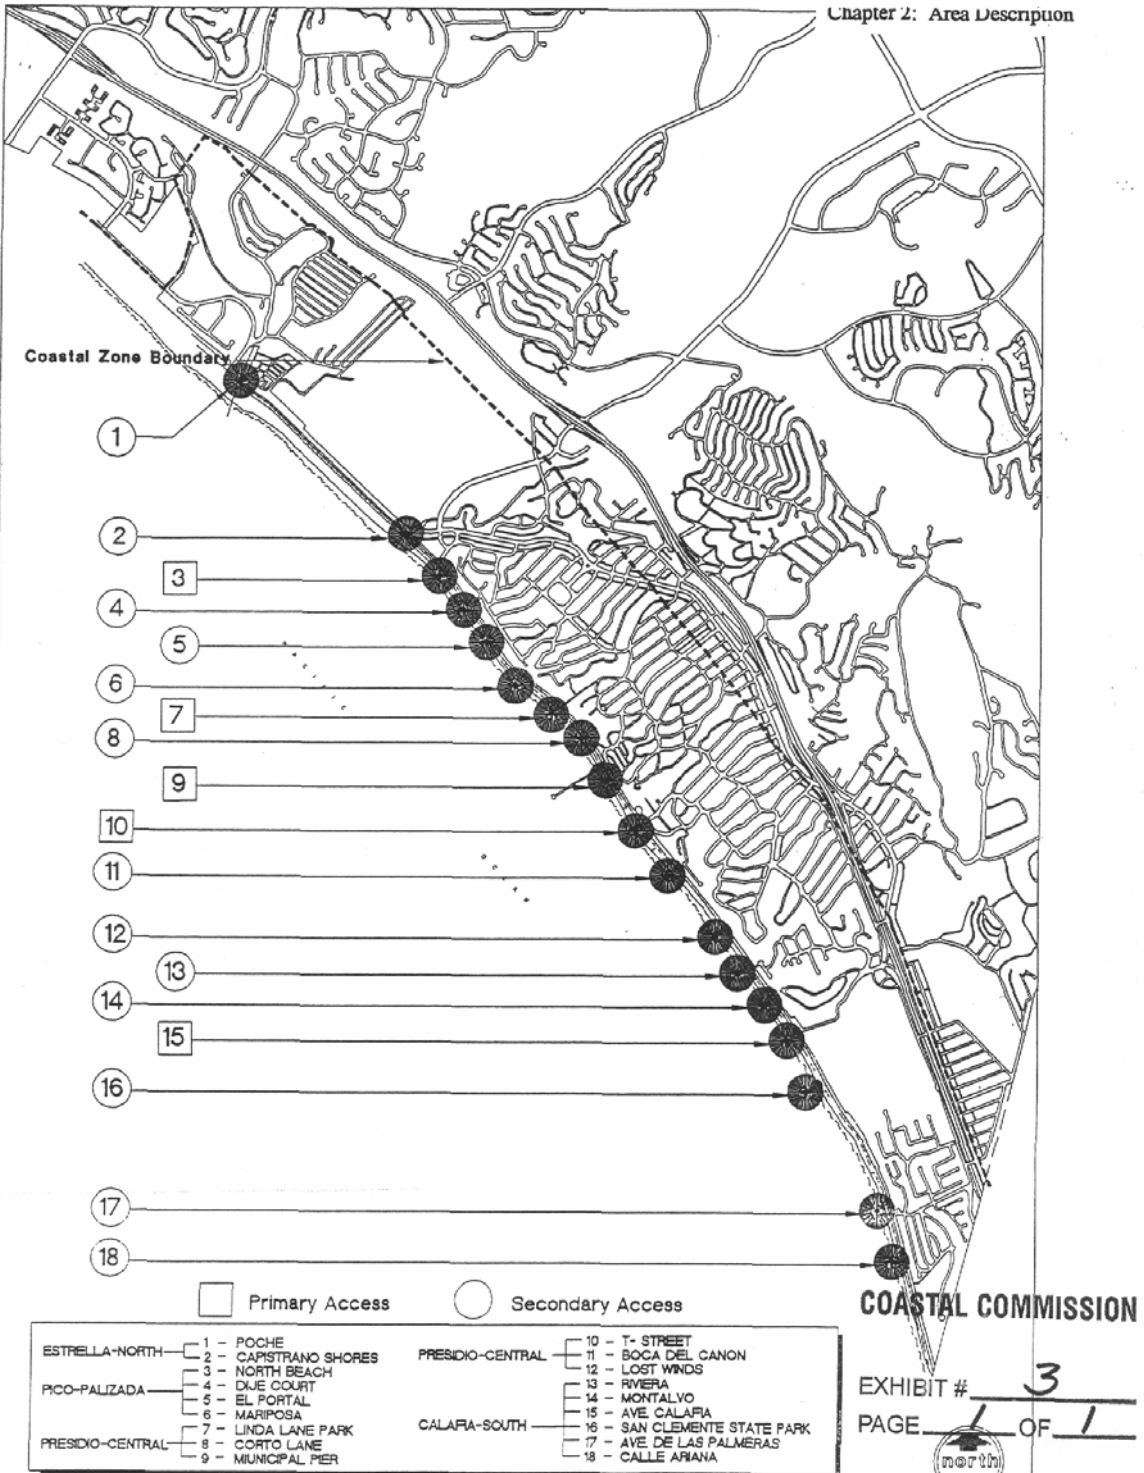 Chapter 2: Area Description
Coastal Zone Boundary
1
2
3
4
5
6
7
8
9
10
11
12
13
14
15
16
17
18
Primary Access
Secondary Access
COASTAL COMMISSION
ESTRELLA-NORTH
1 - POCHE
2 - CAPISTRANO SHORES
PICO-PALIZADA
3 - NORTH BEACH
4 - DIJE COURT
5 - EL PORTAL
6 - MARIPOSA
PRESIDIO-CENTRAL
7 - LINDA LANE PARK
8 - CORTO LANE
9 - MIUNICIPAL PIER
PRESIDIO-CENTRAL
10 - T- STREET
11 - BOCA DEL CANON
12 - LOST WINDS
CALAFIA-SOUTH
13 - RIVIERA
14 - MONTALVO
15 - AVE. CALAFIA
16 - SAN CLEMENTE STATE PARK
17 - AVE. DE LAS PALMERAS
18 - CALLE ARIANA
EXHIBIT # 3
PAGE 1 OF 1
north